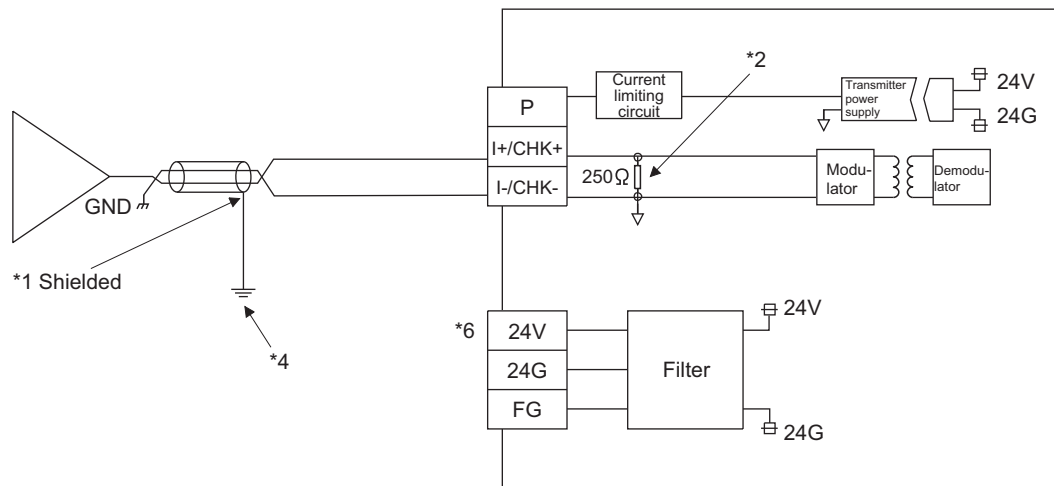 *2
P
Current
limiting
circuit
Transmitter
power
supply
24V
24G
I+/CHK+
I-/CHK-
250Ω
Modu-
lator
Demodu-
lator
GND
*1 Shielded
*4
*6
24V
24G
FG
Filter
24V
24G